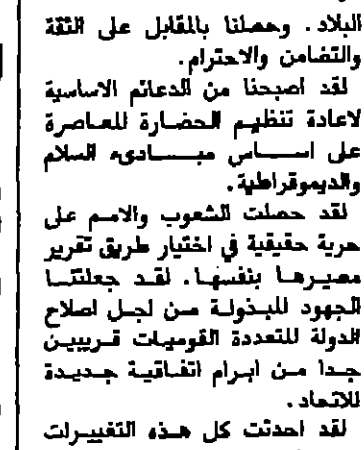 البلاد. وحصلنا بالمقابل على الثقة
والتضامن والاحترام.
لقد اصبحنا من الدعائم الاساسية
لاعادة تنظيم الحضارة المعاصرة
على اساس مبادىء السلام
والديموقراطية.
لقد حصلت الشعوب والامم على
حرية حقيقية في اختيار طريق تقرير
مصيرها بنفسها. لقد جعلتنا
الجهود المبذولة من اجل اصلاح
الدولة المتعددة القوميات قريبين
جدا من ابرام اتفاقية جديدة
للاتحاد.
لقد احدثت كل هذه التغييرات